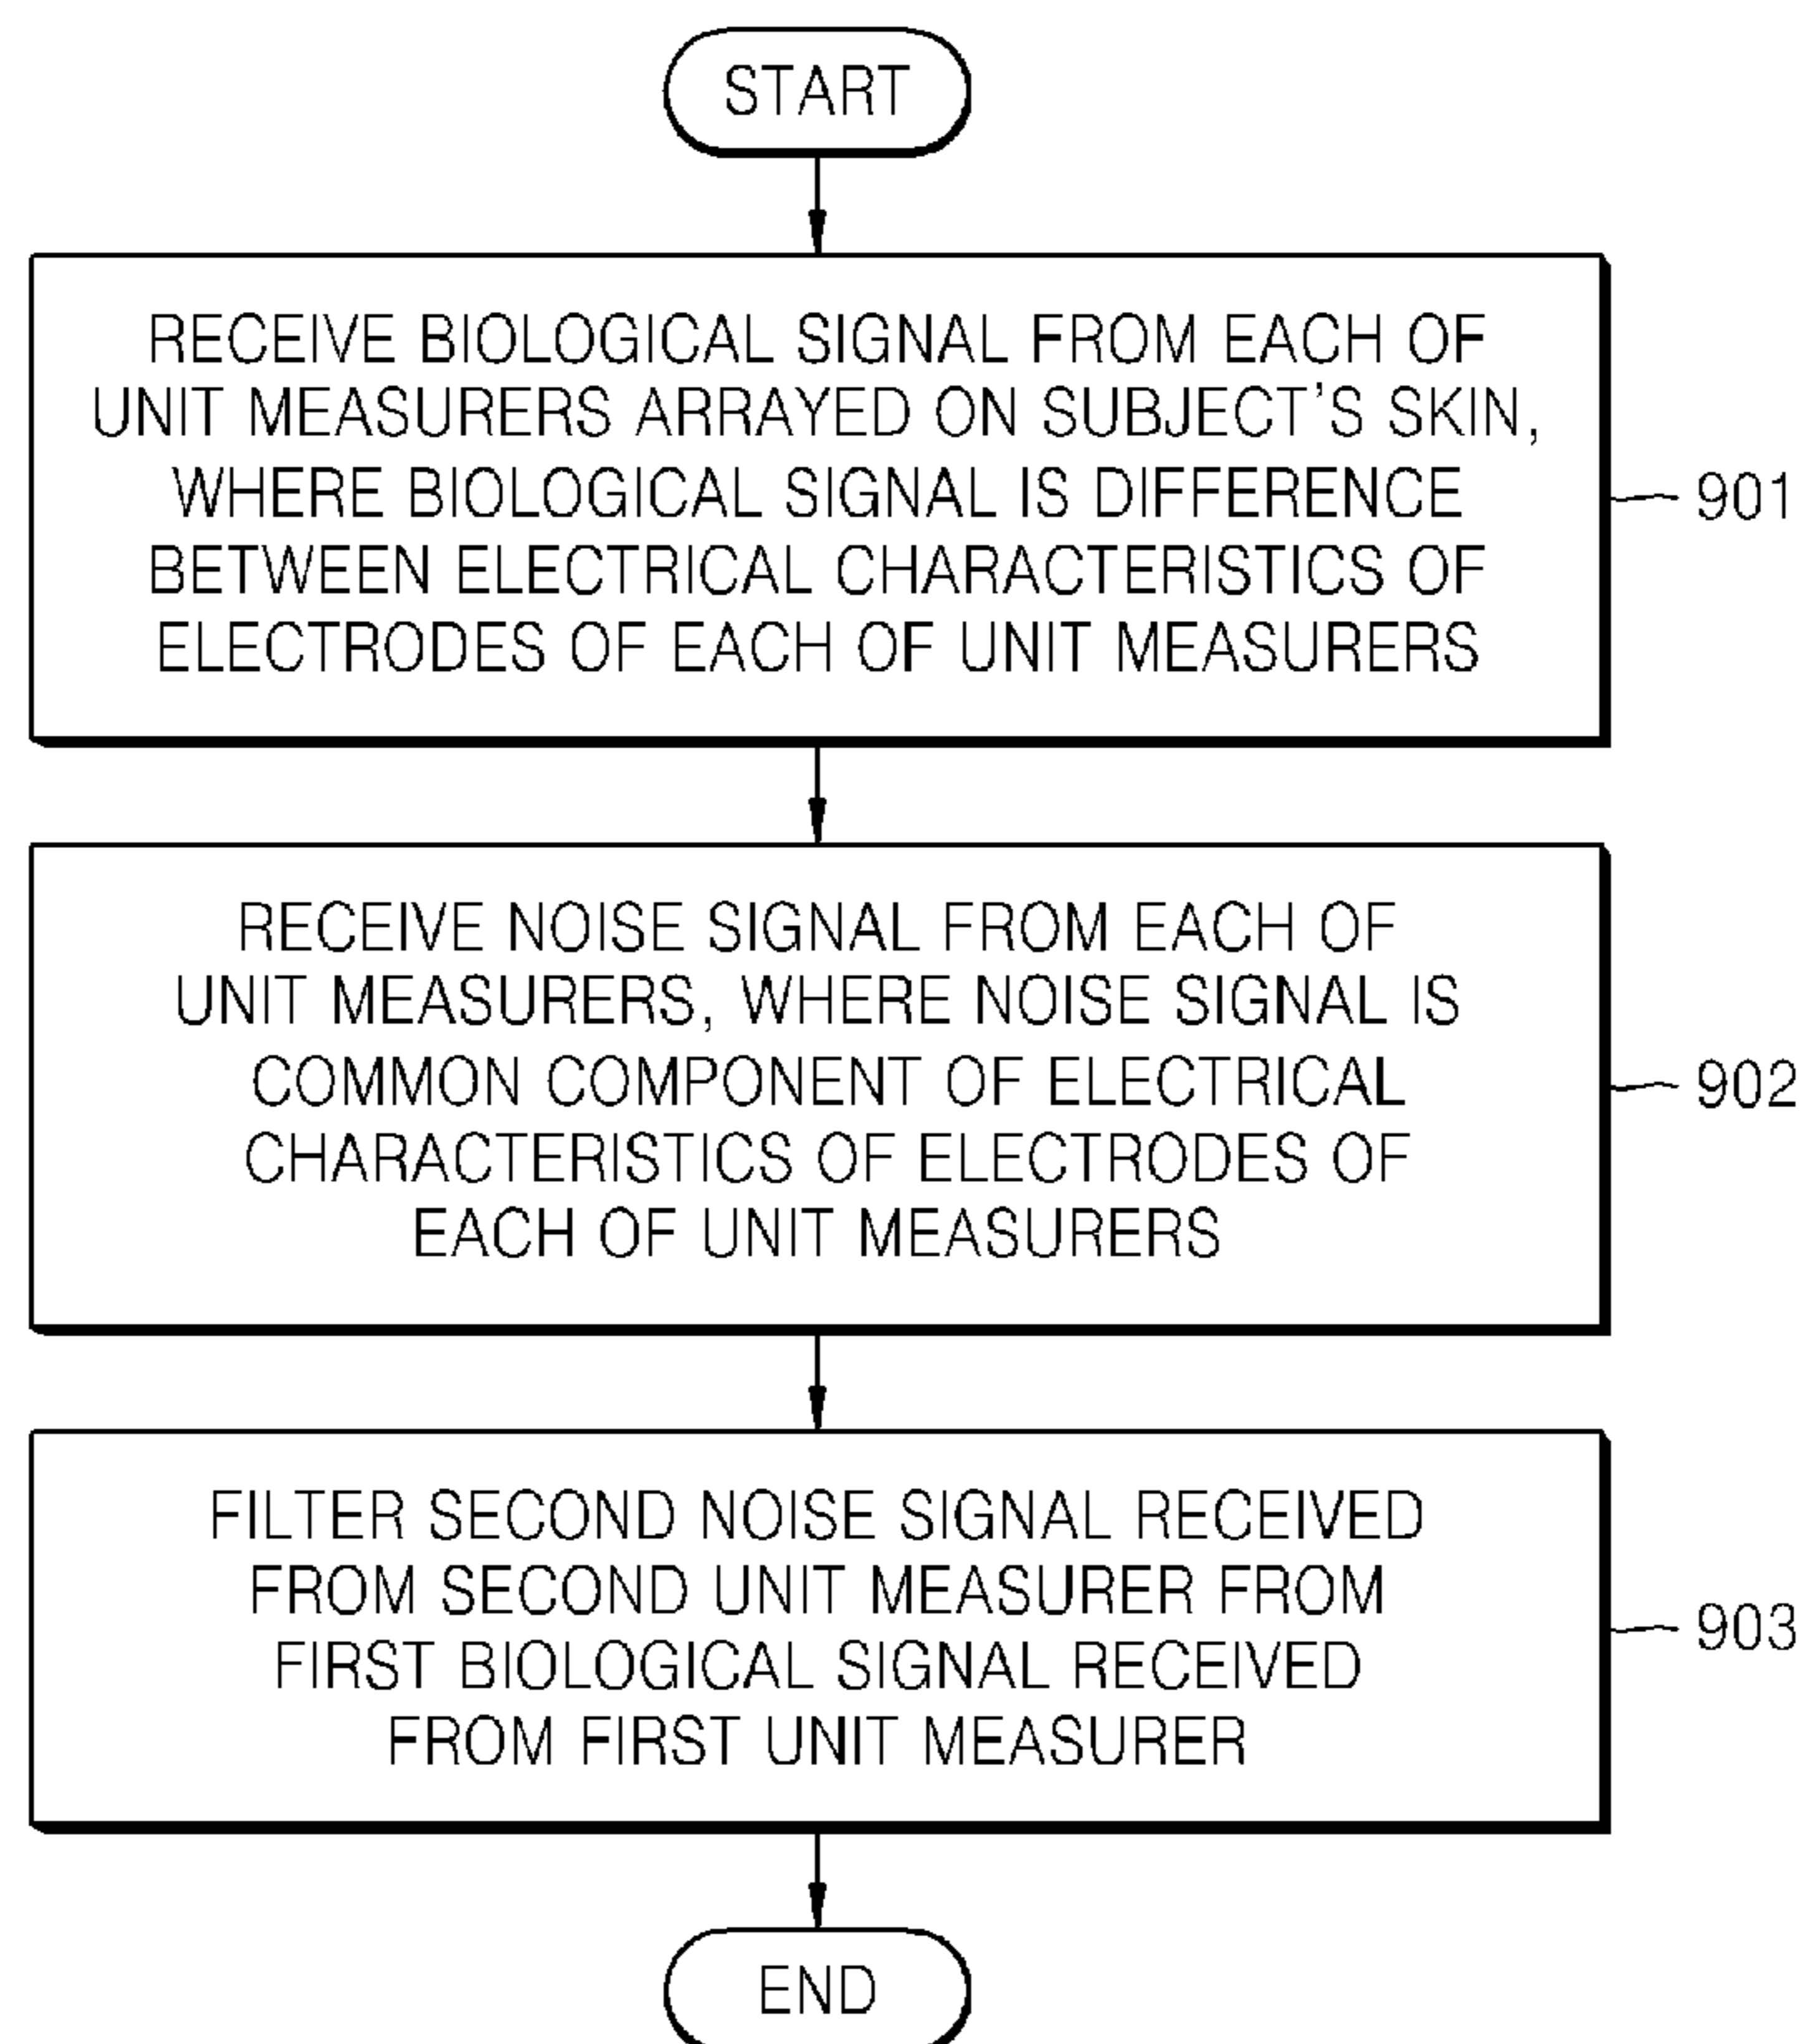 START
RECEIVE BIOLOGICAL SIGNAL FROM EACH OF
UNIT MEASURERS ARRAYED ON SUBJECT'S SKIN,
WHERE BIOLOGICAL SIGNAL IS DIFFERENCE
BETWEEN ELECTRICAL CHARACTERISTICS OF
ELECTRODES OF EACH OF UNIT MEASURERS
901
RECEIVE NOISE SIGNAL FROM EACH OF
UNIT MEASURERS, WHERE NOISE SIGNAL IS
COMMON COMPONENT OF ELECTRICAL
CHARACTERISTICS OF ELECTRODES OF
EACH OF UNIT MEASURERS
902
FILTER SECOND NOISE SIGNAL RECEIVED
FROM SECOND UNIT MEASURER FROM
FIRST BIOLOGICAL SIGNAL RECEIVED
FROM FIRST UNIT MEASURER
903
END